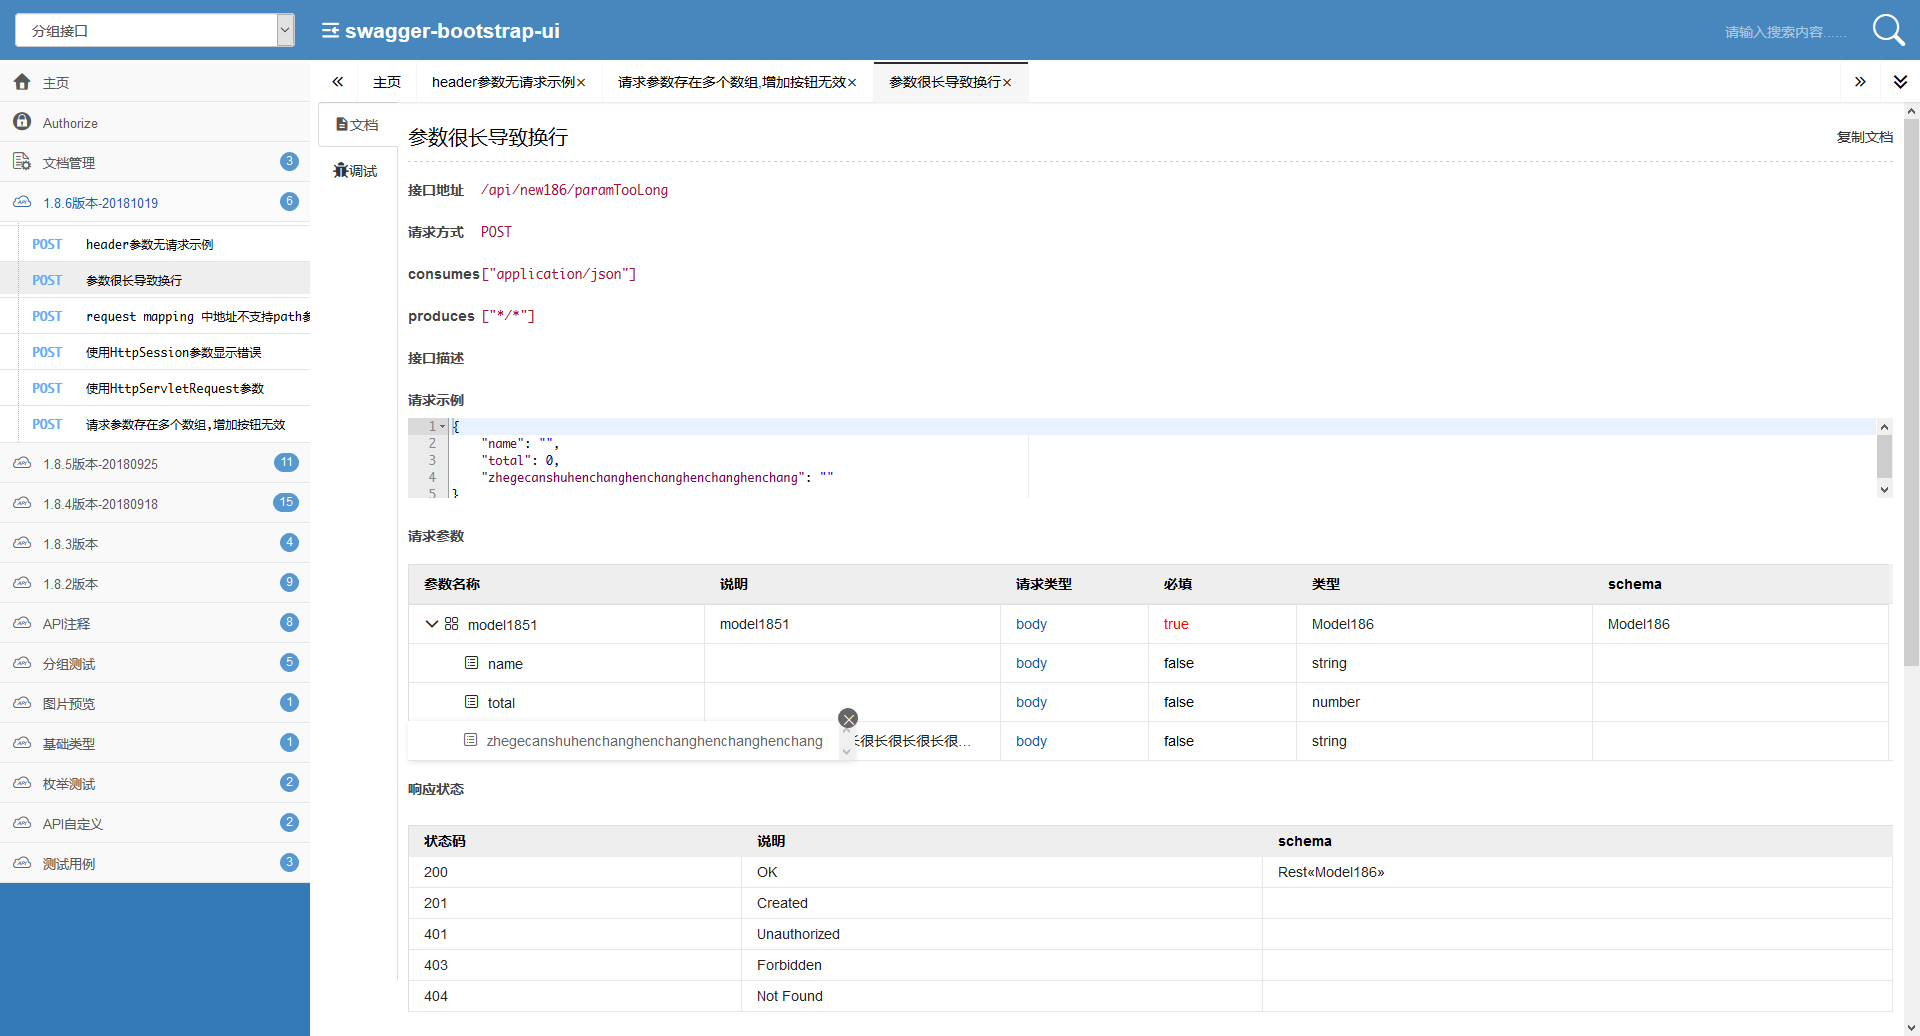 分组接口
swagger-bootstrap-ui
请输入搜索内容......
主页
Authorize
文档管理 3
1.8.6版本-20181019 6
POST header参数无请求示例
POST 参数很长导致换行
POST request mapping 中地址不支持path参
POST 使用HttpSession参数显示错误
POST 使用HttpServletRequest参数
POST 请求参数存在多个数组,增加按钮无效
1.8.5版本-20180925 11
1.8.4版本-20180918 15
1.8.3版本 4
1.8.2版本 9
API注释 8
分组测试 5
图片预览 1
基础类型 1
枚举测试 2
API自定义 2
测试用例 3
主页 header参数无请求示例× 请求参数存在多个数组,增加按钮无效× 参数很长导致换行×
文档
调试
参数很长导致换行 复制文档
接口地址 /api/new186/paramTooLong
请求方式 POST
consumes ["application/json"]
produces ["*/*"]
接口描述
请求示例
1 {
2 "name": "",
3 "total": 0,
4 "zhegecanshuhenchanghenchanghenchanghenchang": ""
5 }
请求参数
参数名称 说明 请求类型 必填 类型 schema
model1851 model1851 body true Model186 Model186
name body false string
total body false number
zhegecanshuhenchanghenchanghenchanghenchang 很长很长很长很... body false string
响应状态
状态码 说明 schema
200 OK Rest«Model186»
201 Created
401 Unauthorized
403 Forbidden
404 Not Found